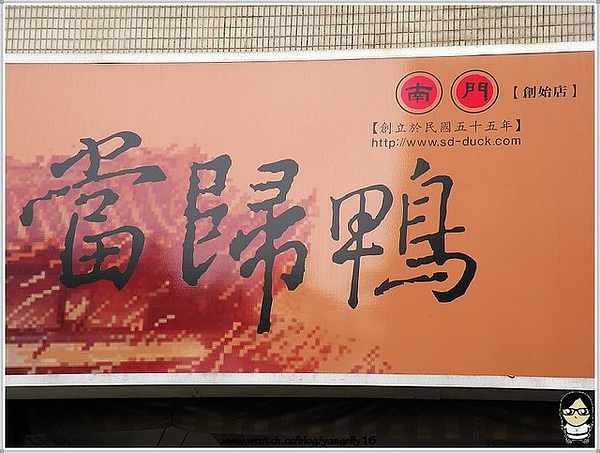 南門【創始店】
【創立於民國五十五年】
http://www.sd-duck.com
當歸鴨
www.wretch.cc/blog/yangelly16